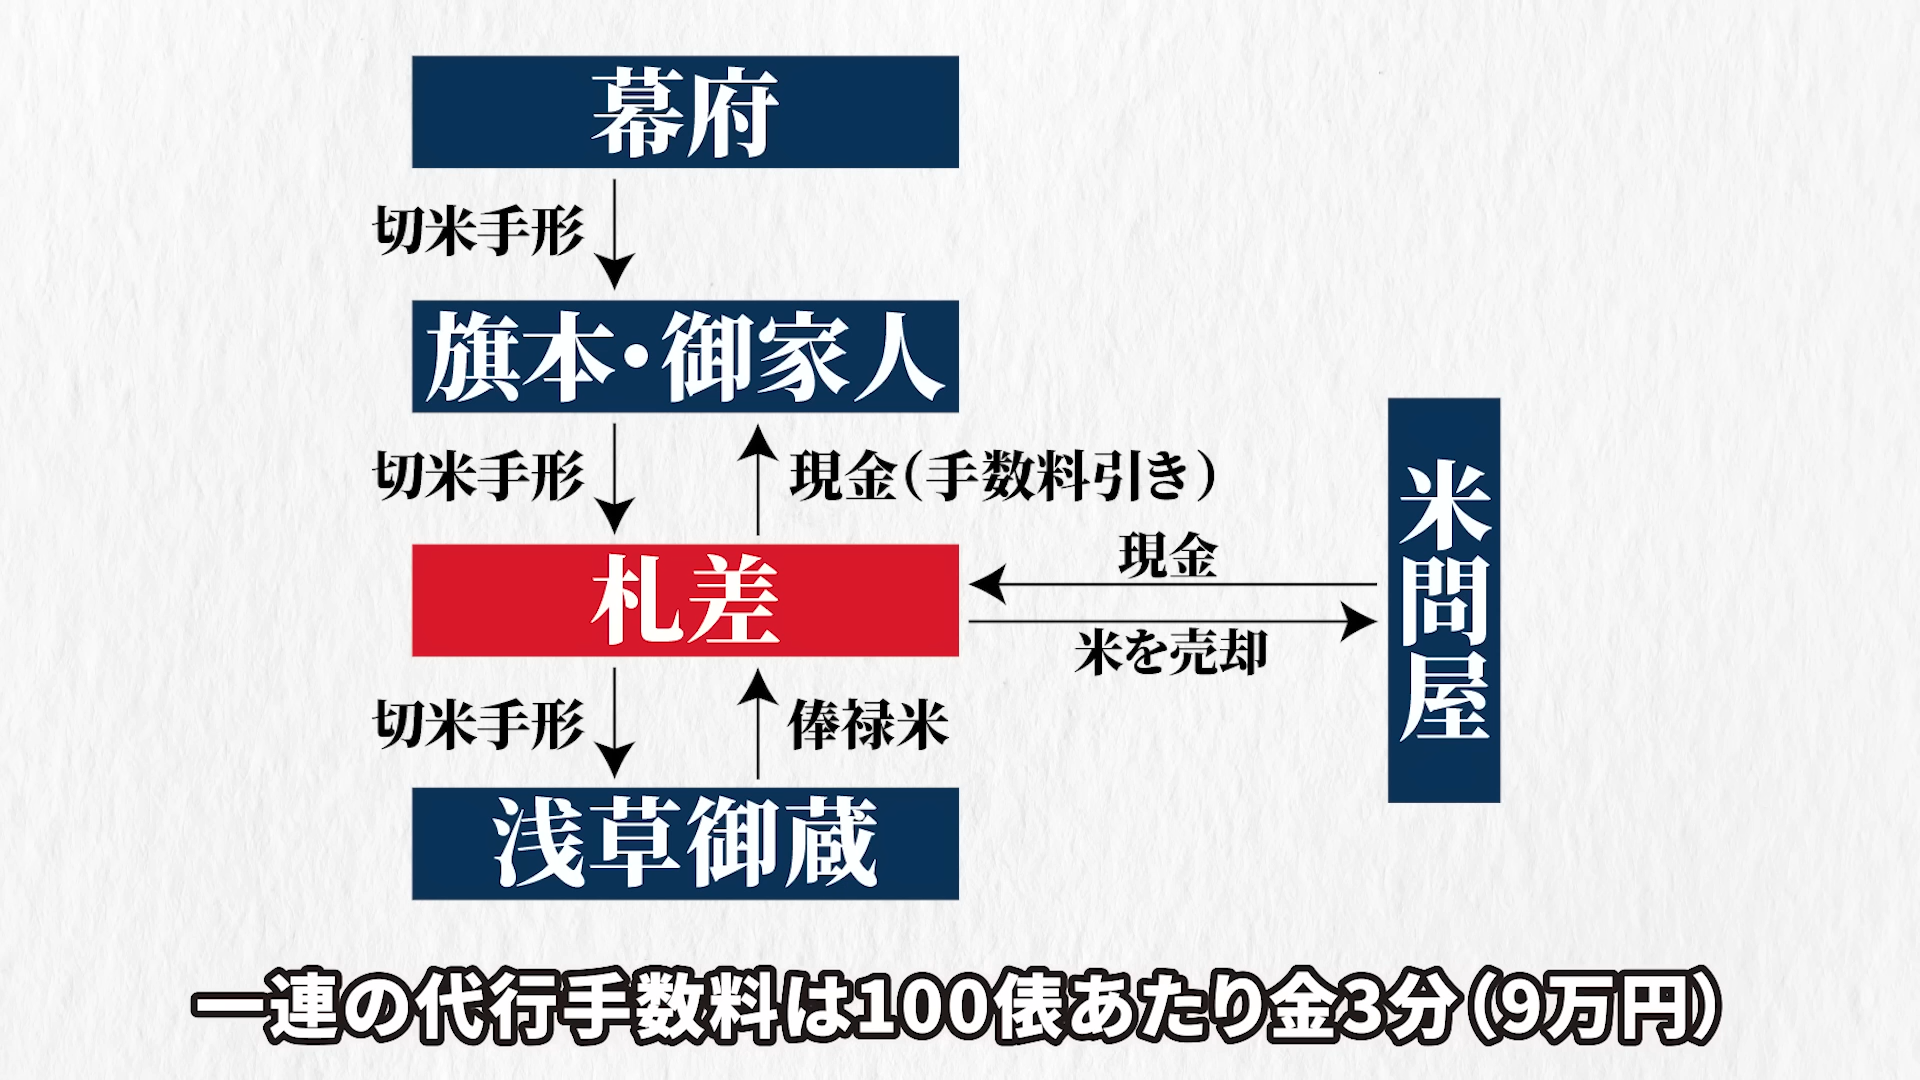 幕府
切米手形
旗本・御家人
切米手形
現金(手数料引き)
札差
現金
米を売却
米問屋
切米手形
俸禄米
浅草御蔵
一連の代行手数料は100俵あたり金3分(9万円)